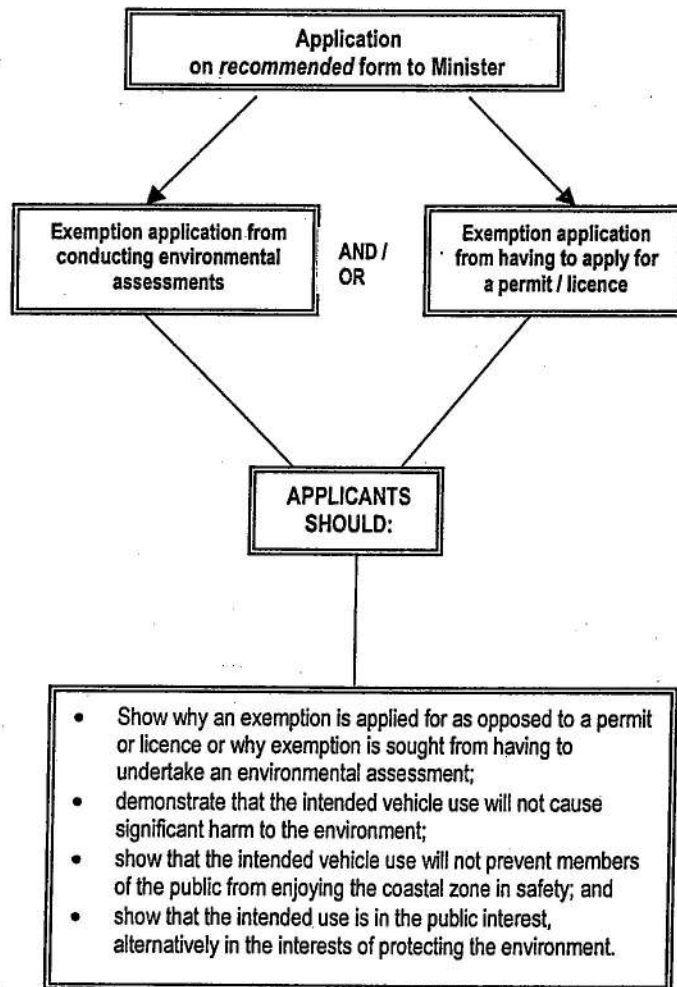 Application
on recommended form to Minister
Exemption application from
conducting environmental
assessments
AND /
OR
Exemption application
from having to apply for
a permit / licence
APPLICANTS
SHOULD:
• Show why an exemption is applied for as opposed to a permit
or licence or why exemption is sought from having to
undertake an environmental assessment;
• demonstrate that the intended vehicle use will not cause
significant harm to the environment;
• show that the intended vehicle use will not prevent members
of the public from enjoying the coastal zone in safety; and
• show that the intended use is in the public interest,
alternatively in the interests of protecting the environment.